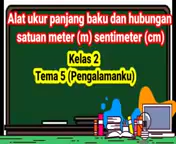 Alat ukur panjang baku dan hubungan
satuan meter (m) sentimeter (cm)
Kelas 2
Tema 5 (Pengalamanku)